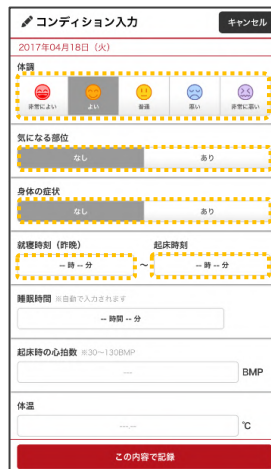 コンディション入力 キャンセル
2017年04月18日（火）
体調
非常によい よい 普通 悪い 非常に悪い
気になる部位
なし あり
身体の症状
なし あり
就寝時刻（昨晩） 起床時刻
-- 時 -- 分 ～ -- 時 -- 分
睡眠時間 ※自動で入力されます
-- 時間 -- 分
起床時の心拍数 ※30～130BMP
--- BMP
体温
--.-- ℃
この内容で記録